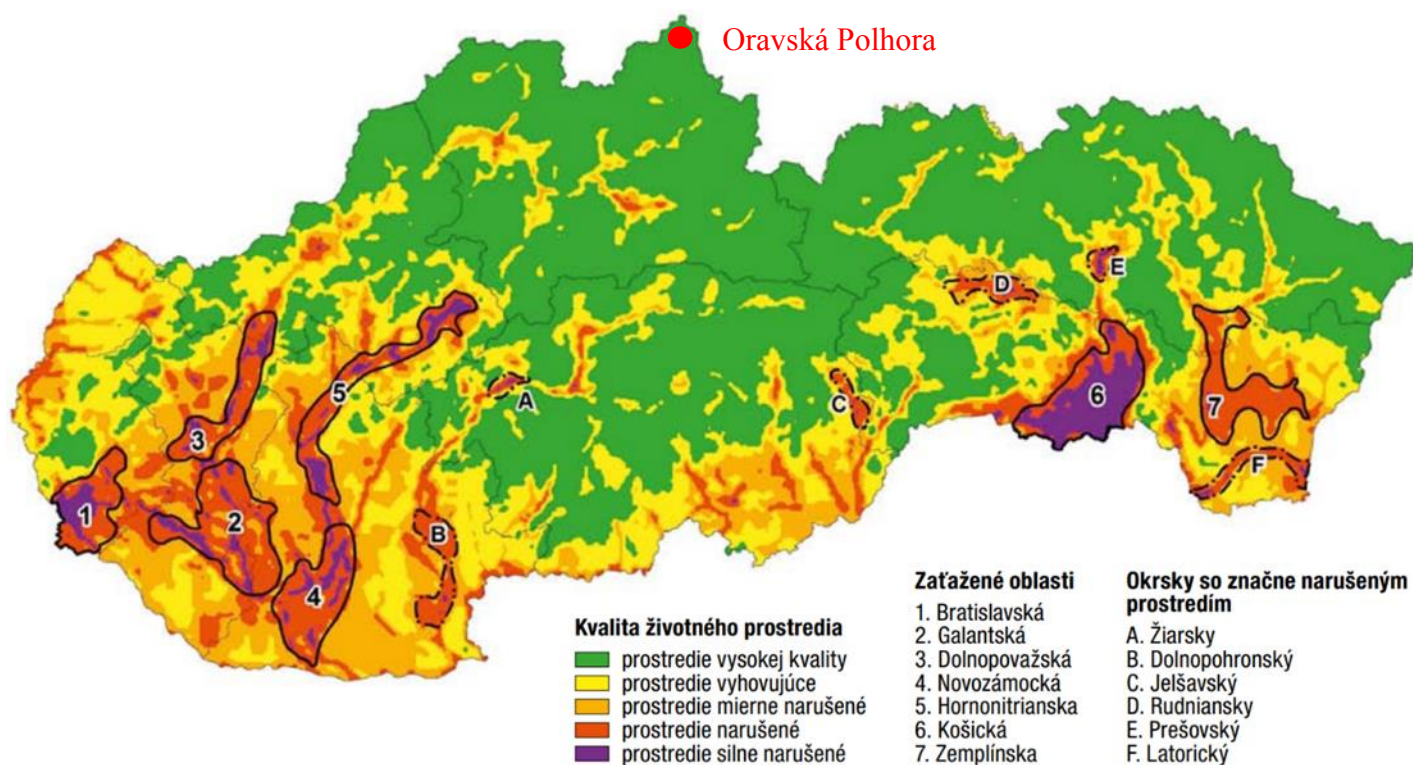 Oravská Polhora
E
D
5
A
6
C
3
7
F
1
2
B
4
Kvalita životného prostredia
prostredie vysokej kvality
prostredie vyhovujúce
prostredie mierne narušené
prostredie narušené
prostredie silne narušené
Zaťažené oblasti
1. Bratislavská
2. Galantská
3. Dolnopovažská
4. Novozámocká
5. Hornonitrianska
6. Košická
7. Zemplínska
Okrsky so značne narušeným
prostredím
A. Žiarsky
B. Dolnopohronský
C. Jelšavský
D. Rudniansky
E. Prešovský
F. Latorický